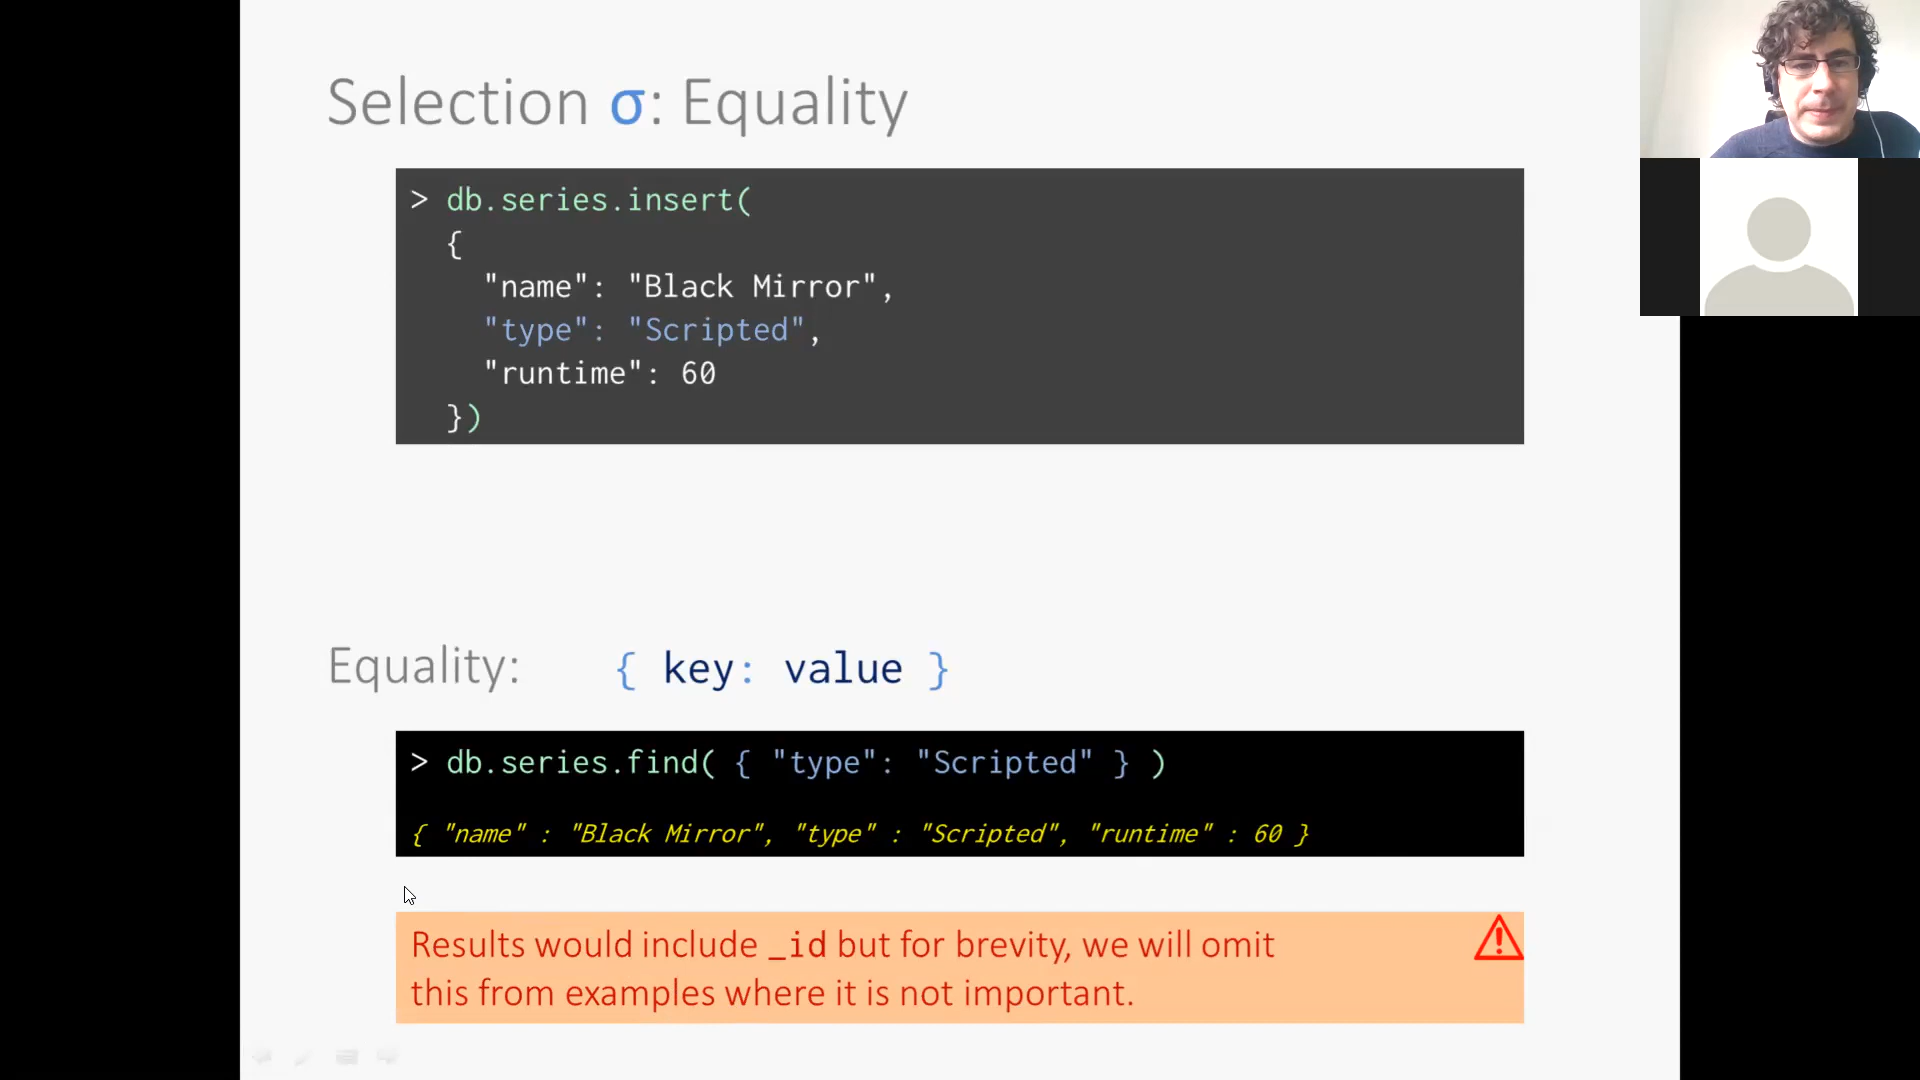 Selection σ: Equality
> db.series.insert(
{
"name": "Black Mirror",
"type": "Scripted",
"runtime": 60
})
Equality: { key: value }
> db.series.find( { "type": "Scripted" } )
{ "name" : "Black Mirror", "type" : "Scripted", "runtime" : 60 }
Results would include _id but for brevity, we will omit
this from examples where it is not important.